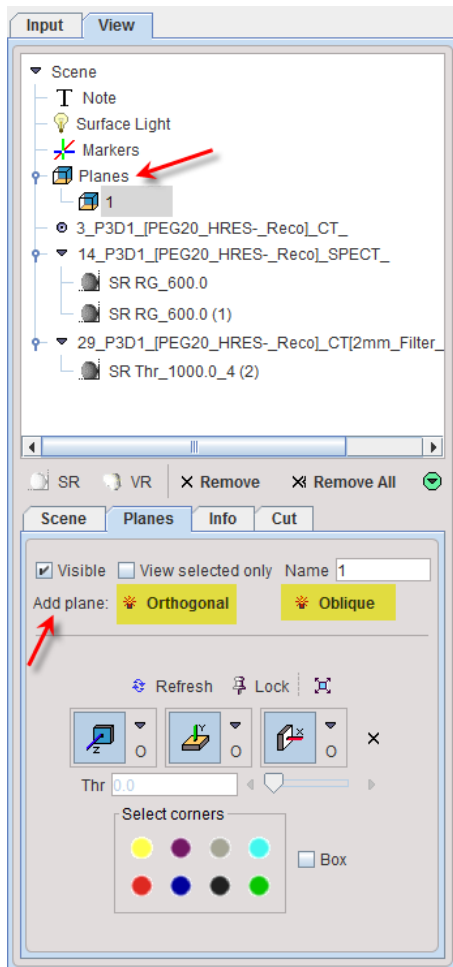 Input View
Scene
T Note
Surface Light
Markers
Planes
1
3_P3D1_[PEG20_HRES-_Reco]_CT_
14_P3D1_[PEG20_HRES-_Reco]_SPECT_
SR RG_600.0
SR RG_600.0 (1)
29_P3D1_[PEG20_HRES-_Reco]_CT[2mm_Filter_
SR Thr_1000.0_4 (2)
SR VR Remove Remove All
Scene Planes Info Cut
Visible View selected only Name 1
Add plane: Orthogonal Oblique
Refresh Lock
Z O Y O X O
Thr 0.0
Select corners
Box